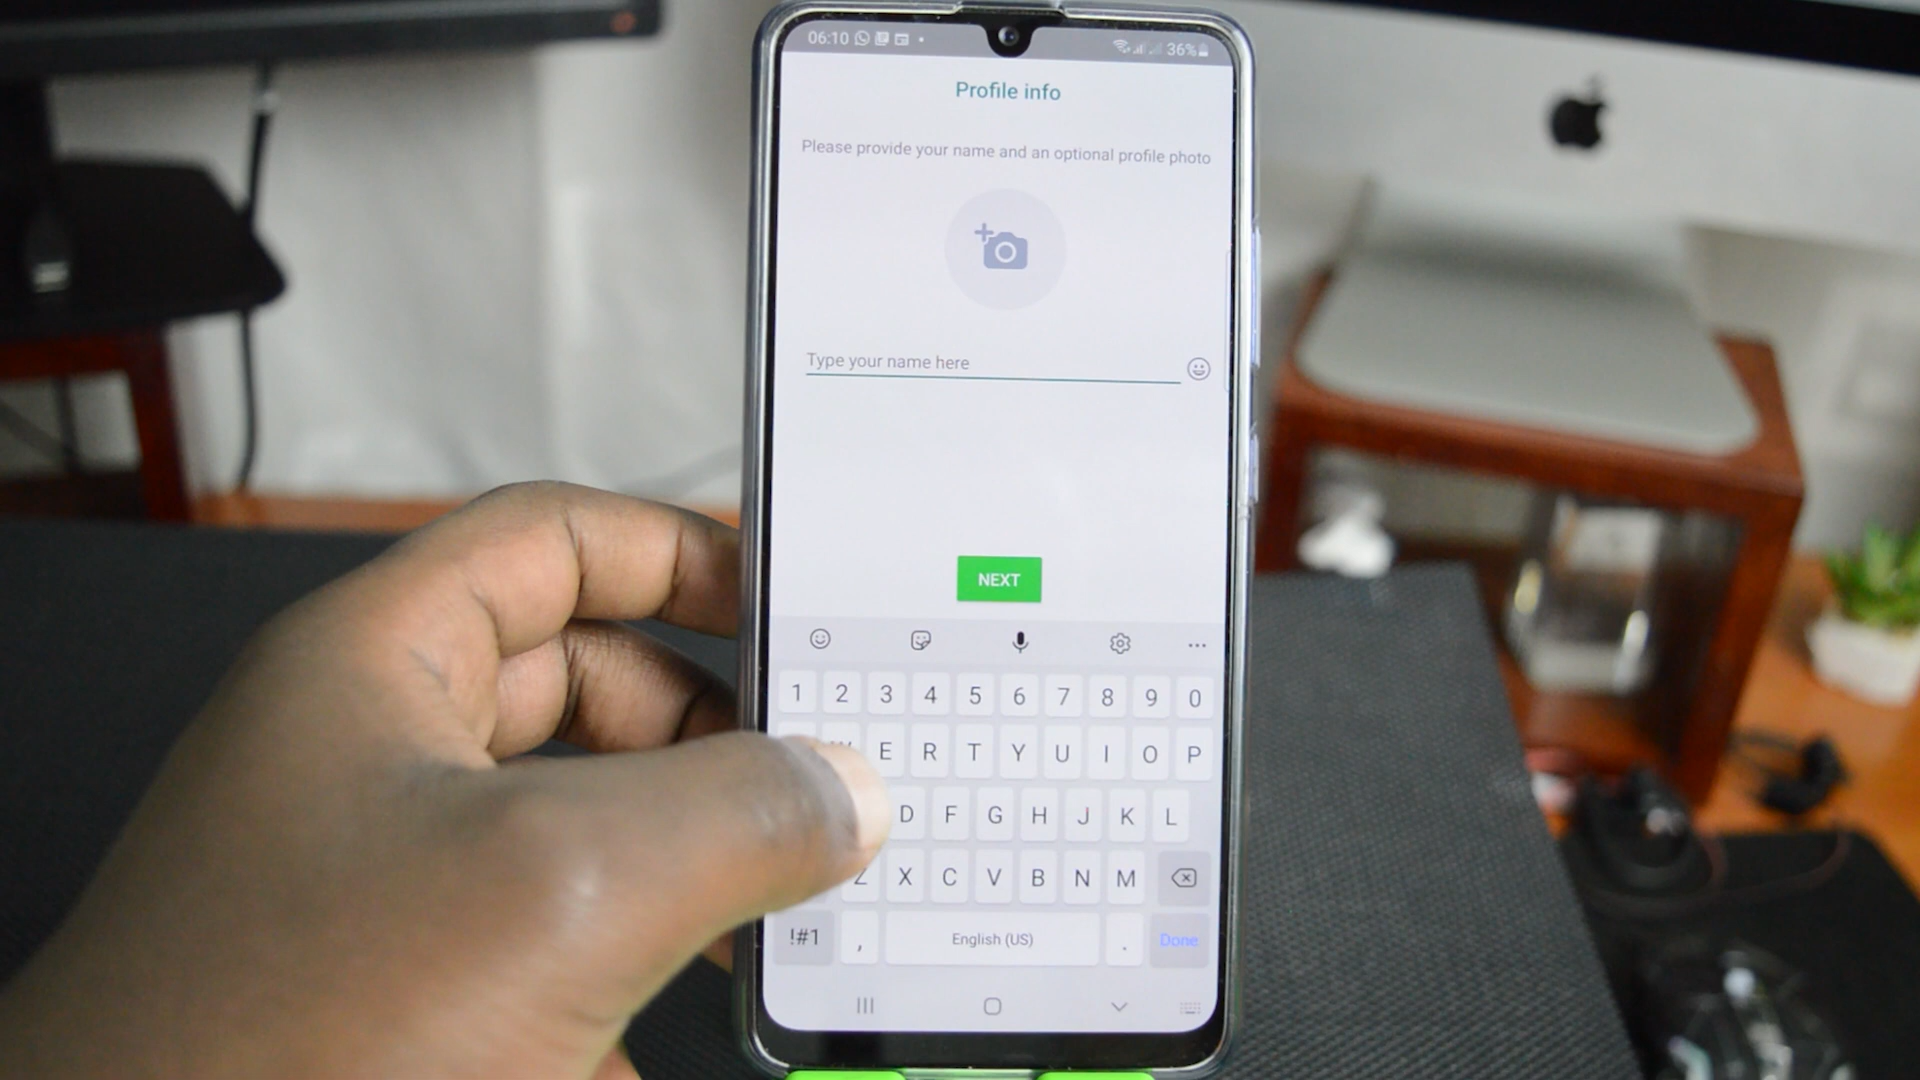 06:10 36%
Profile info
Please provide your name and an optional profile photo
Type your name here
NEXT
1 2 3 4 5 6 7 8 9 0
E R T Y U I O P
D F G H J K L
Z X C V B N M
!#1 , English (US) . Done